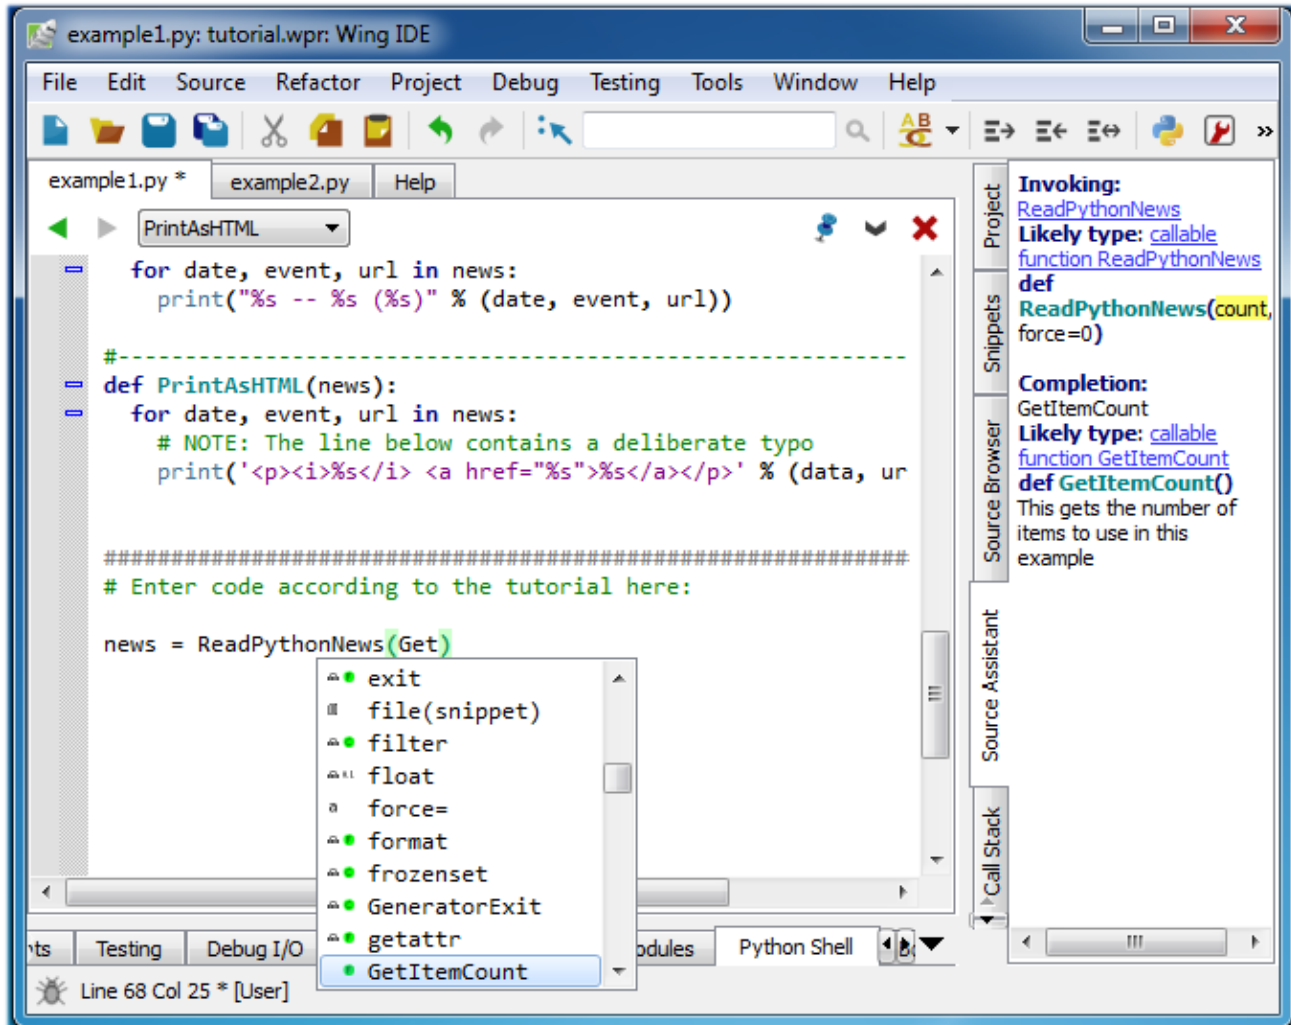 example1.py: tutorial.wpr: Wing IDE
File Edit Source Refactor Project Debug Testing Tools Window Help
example1.py * example2.py Help
PrintAsHTML
for date, event, url in news:
print("%s -- %s (%s)" % (date, event, url))
#-----------------------------------------------------------
def PrintAsHTML(news):
for date, event, url in news:
# NOTE: The line below contains a deliberate typo
print('<p><i>%s</i> <a href="%s">%s</a></p>' % (data, ur
############################################################
# Enter code according to the tutorial here:
news = ReadPythonNews(Get)
exit
file(snippet)
filter
float
force=
format
frozenset
GeneratorExit
getattr
GetItemCount
Project
Snippets
Source Browser
Source Assistant
Call Stack
Invoking:
ReadPythonNews
Likely type: callable
function ReadPythonNews
def
ReadPythonNews(count,
force=0)
Completion:
GetItemCount
Likely type: callable
function GetItemCount
def GetItemCount()
This gets the number of
items to use in this
example
nts Testing Debug I/O odules Python Shell
Line 68 Col 25 * [User]